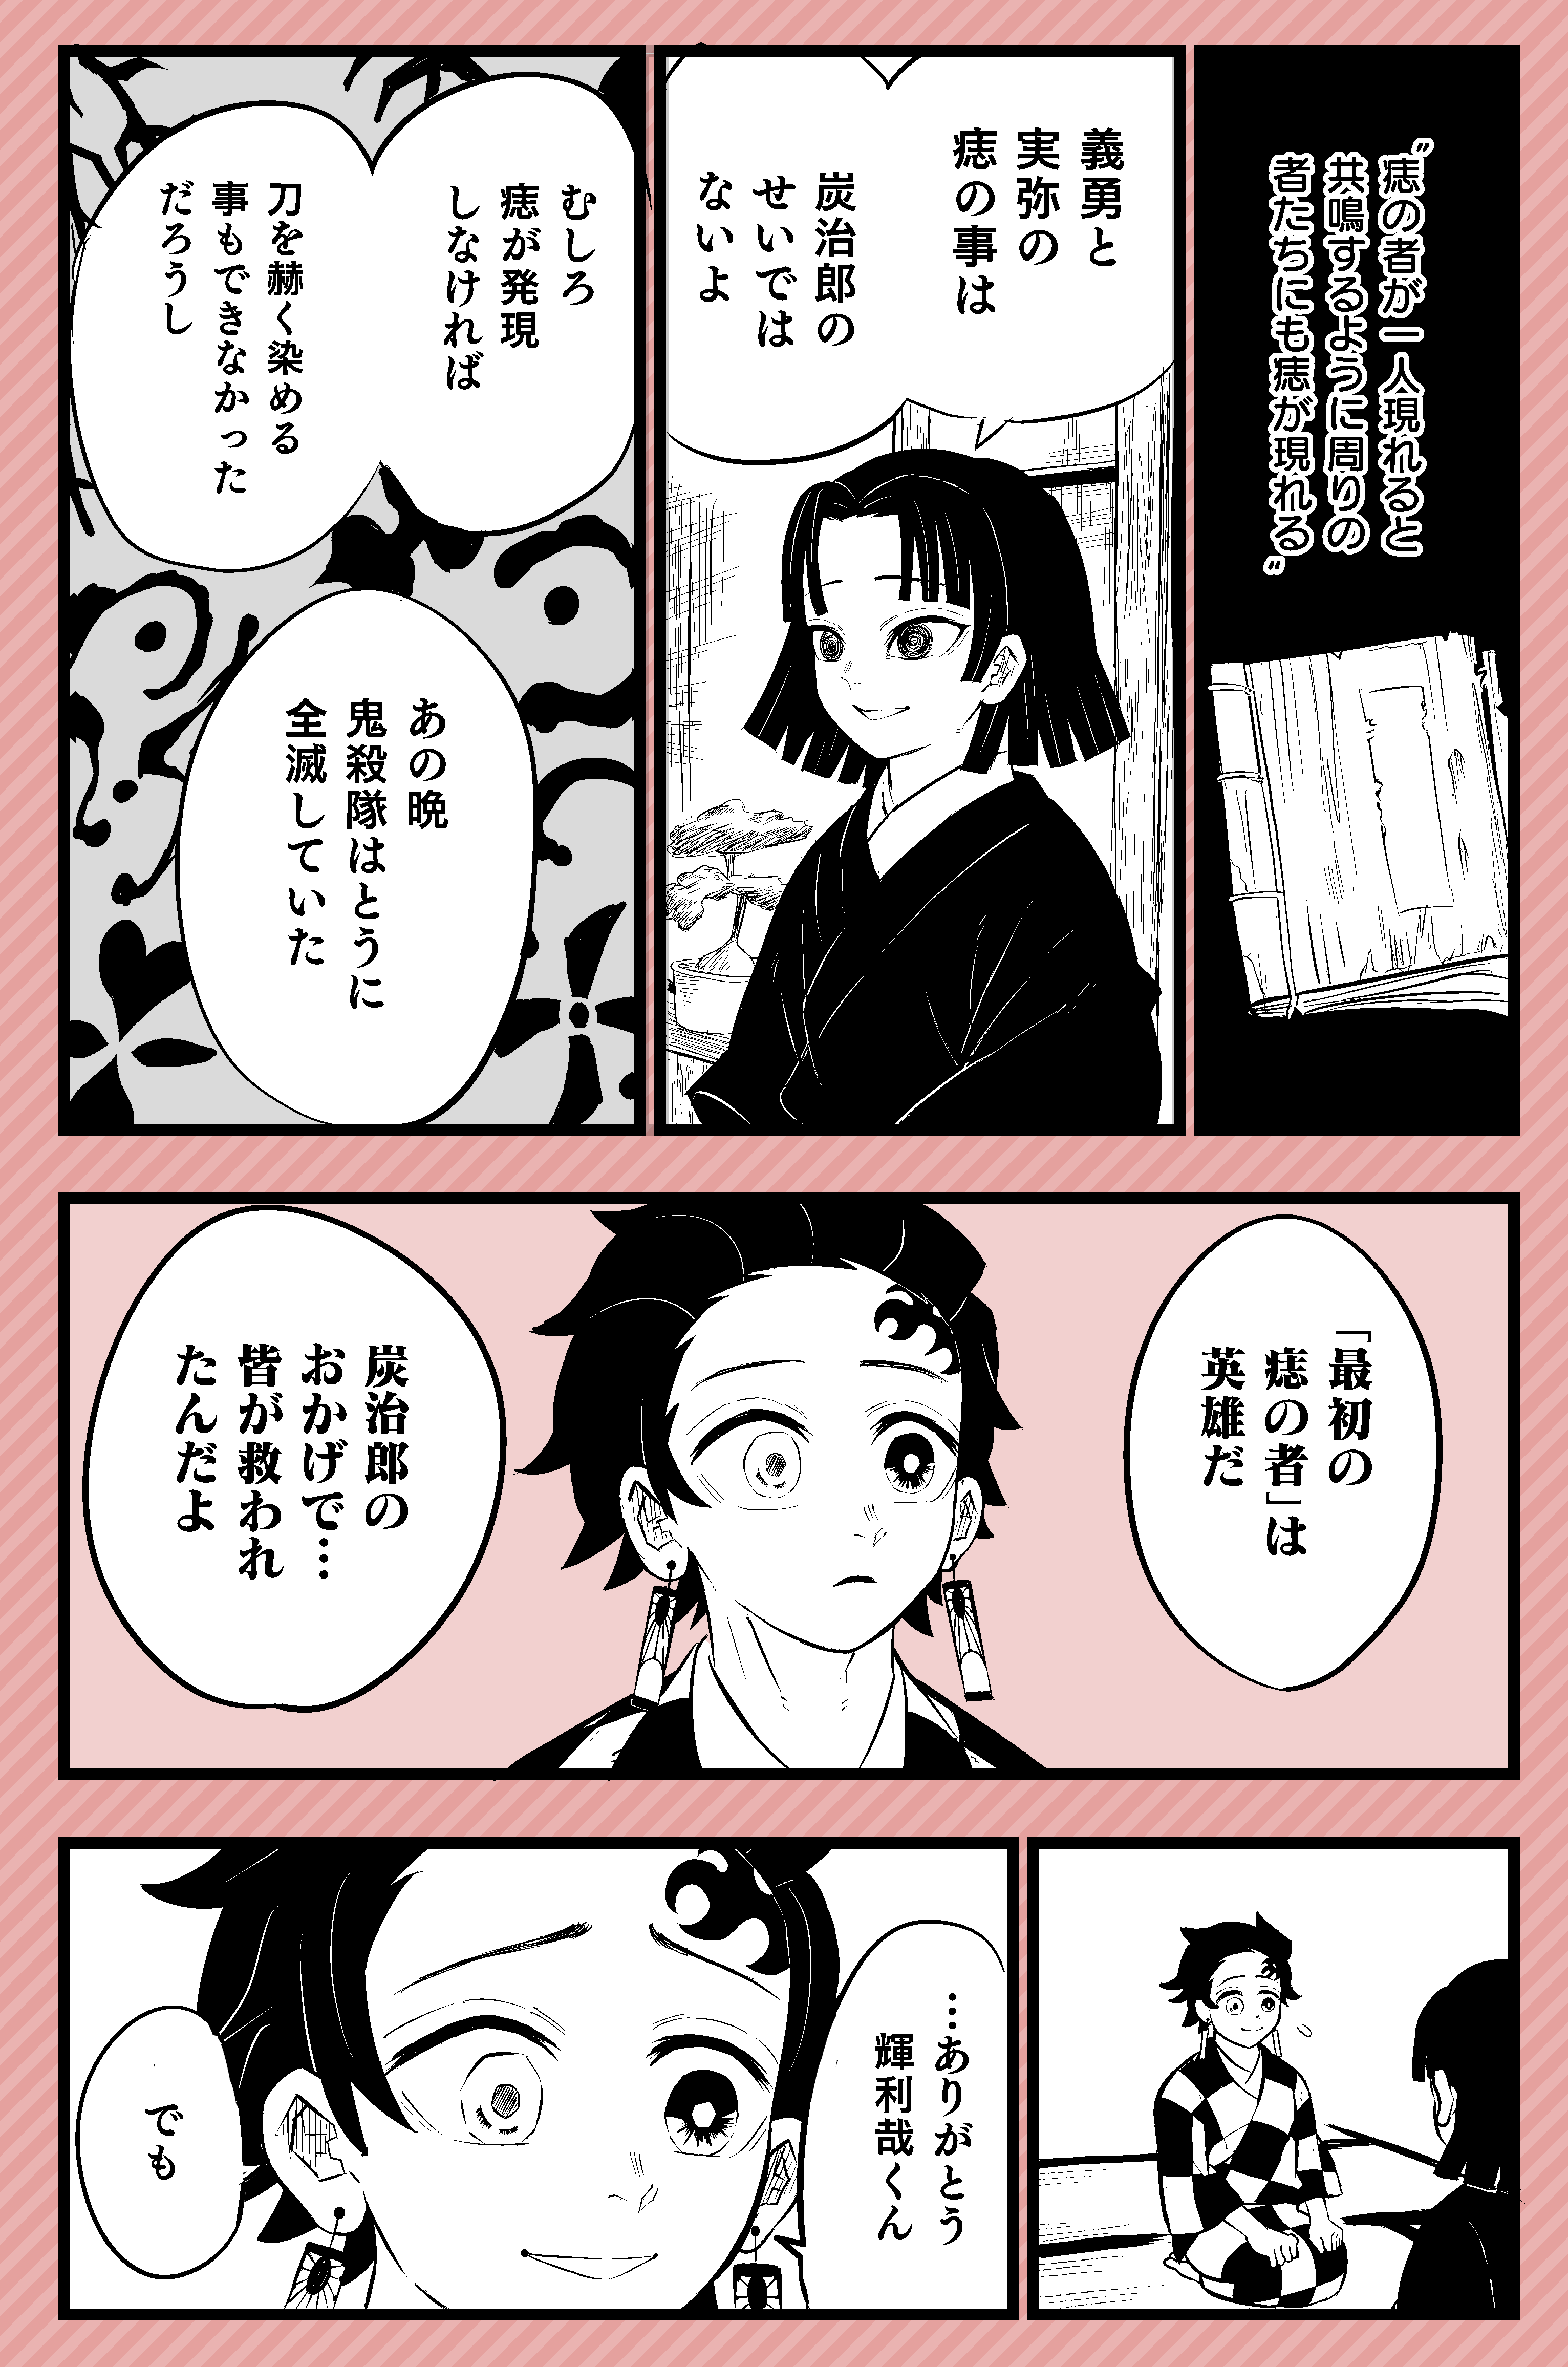 〝痣の者が一人現れると
共鳴するように周りの
者たちにも痣が現れる〟
義勇と
実弥の
痣の事は
炭治郎の
せいでは
ないよ
むしろ
痣が発現
しなければ
刀を赫く染める
事もできなかった
だろうし
あの晩
鬼殺隊はとうに
全滅していた
「最初の
痣の者」は
英雄だ
炭治郎の
おかげで…
皆が救われ
たんだよ
…ありがとう
輝利哉くん
でも